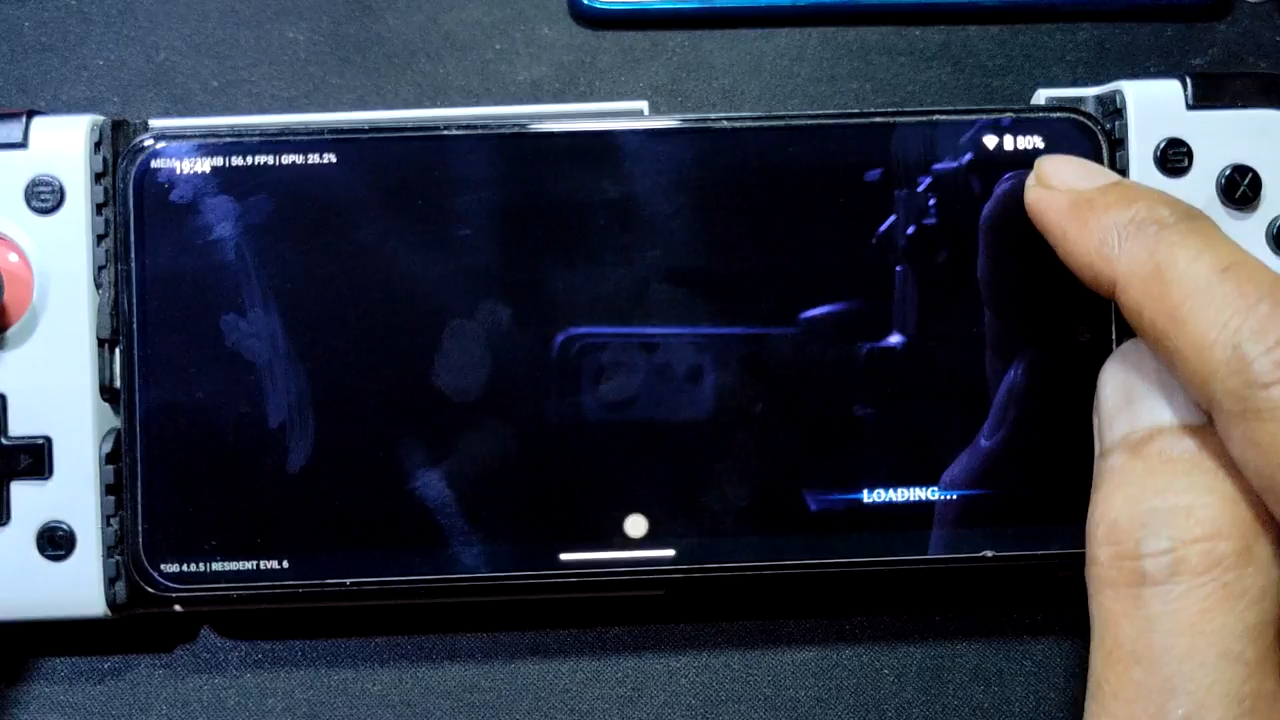 56.9 FPS | GPU: 25.2%
19:44
80%
S
X
LOADING...
EGG 4.0.5 | RESIDENT EVIL 6